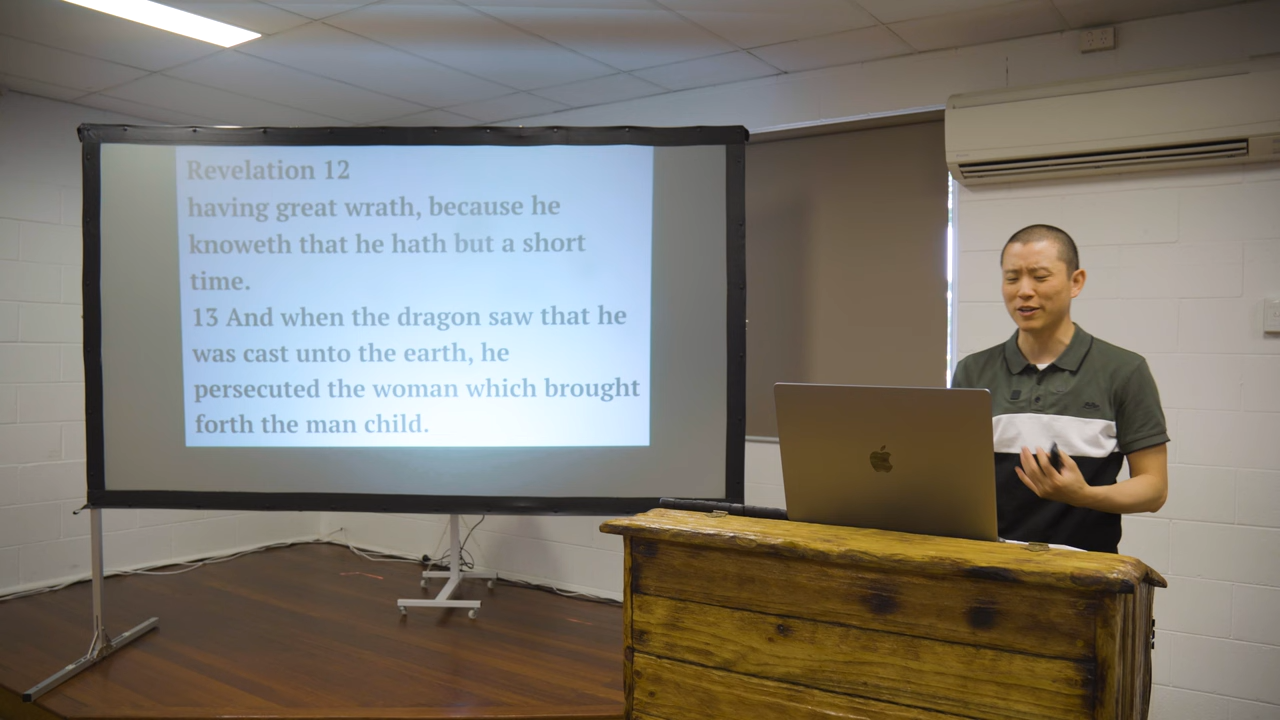 Revelation 12
having great wrath, because he
knoweth that he hath but a short
time.
13 And when the dragon saw that he
was cast unto the earth, he
persecuted the woman which brought
forth the man child.